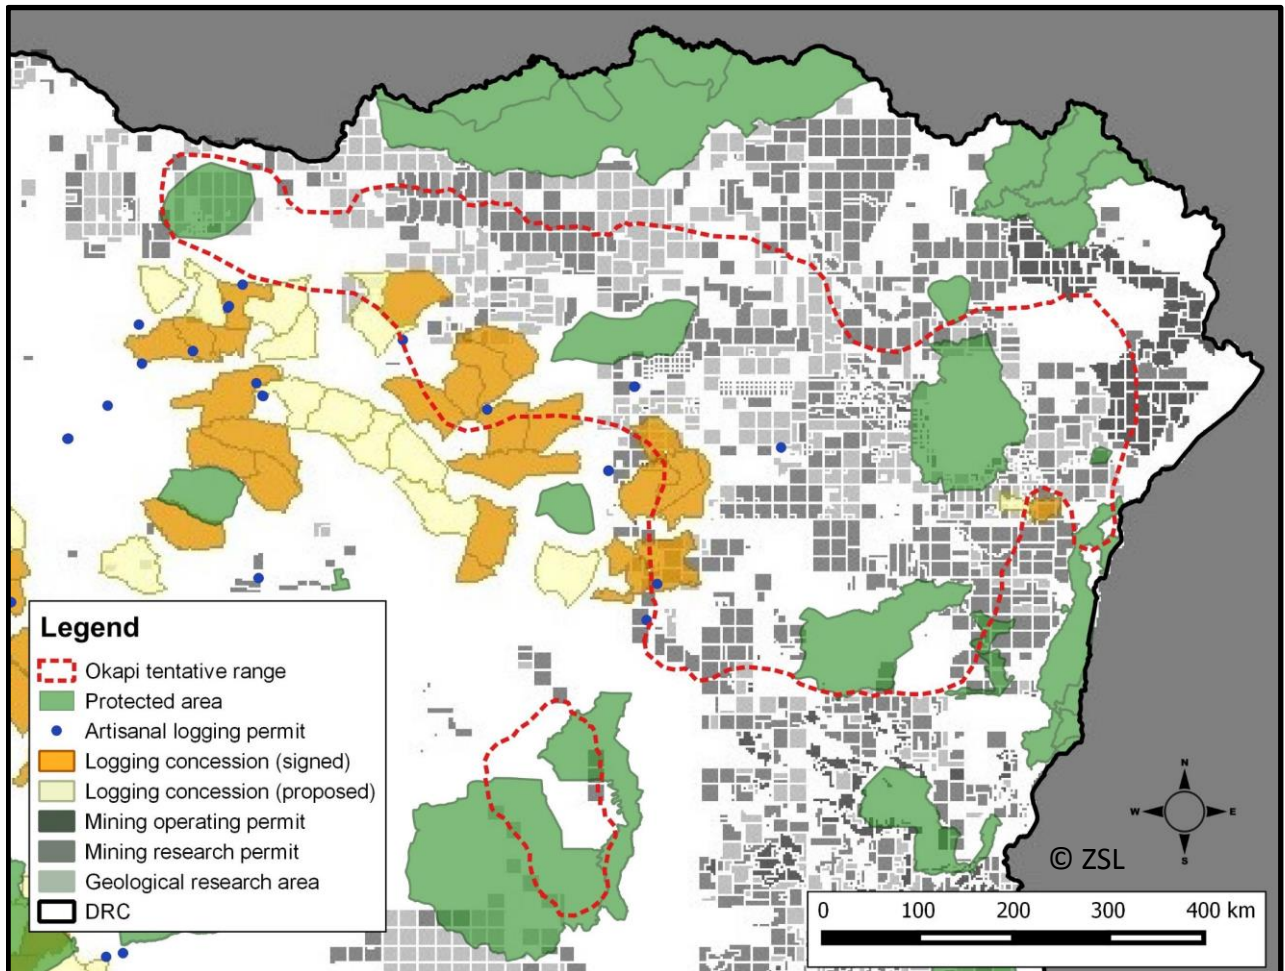 Legend
Okapi tentative range
Protected area
Artisanal logging permit
Logging concession (signed)
Logging concession (proposed)
Mining operating permit
Mining research permit
Geological research area
DRC
N
W E
S
© ZSL
0 100 200 300 400 km